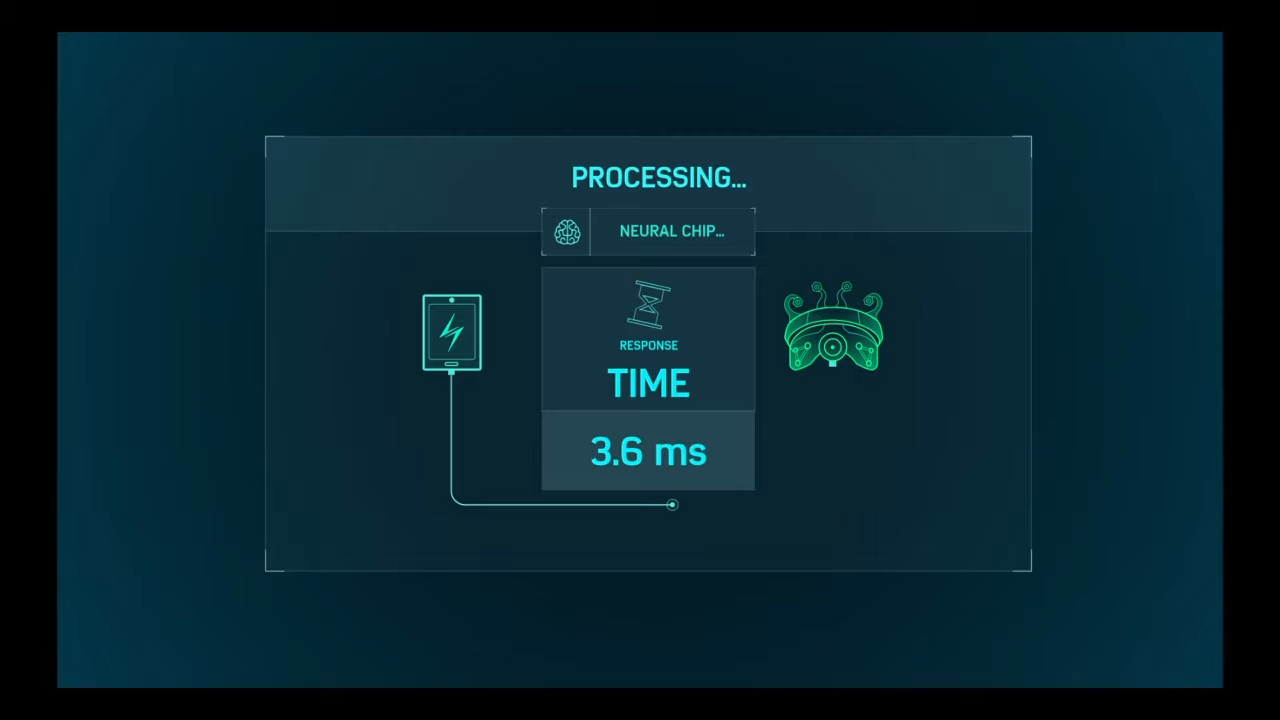 PROCESSING...
NEURAL CHIP...
RESPONSE
TIME
3.6 ms